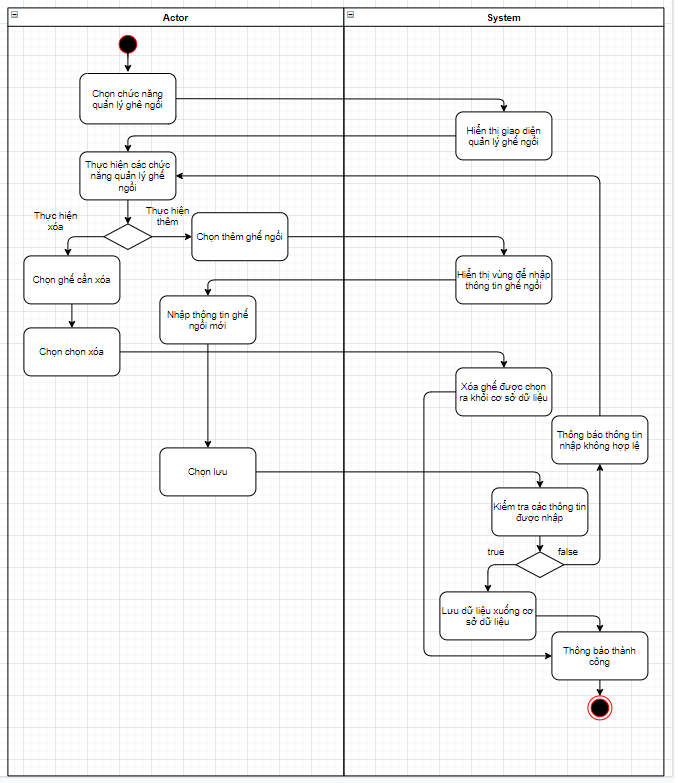 Actor
System
Chọn chức năng
quản lý ghế ngồi
Hiển thị giao diện
quản lý ghế ngồi
Thực hiện các chức
năng quản lý ghế
ngồi
Thực hiện
xóa
Thực hiện
thêm
Chọn thêm ghế ngồi
Chọn ghế cần xóa
Hiển thị vùng để nhập
thông tin ghế ngồi
Nhập thông tin ghế
ngồi mới
Chọn chọn xóa
Xóa ghế được chọn
ra khỏi cơ sở dữ liệu
Thông báo thông tin
nhập không hợp lệ
Chọn lưu
Kiểm tra các thông tin
được nhập
true
false
Lưu dữ liệu xuống cơ
sở dữ liệu
Thông báo thành
công